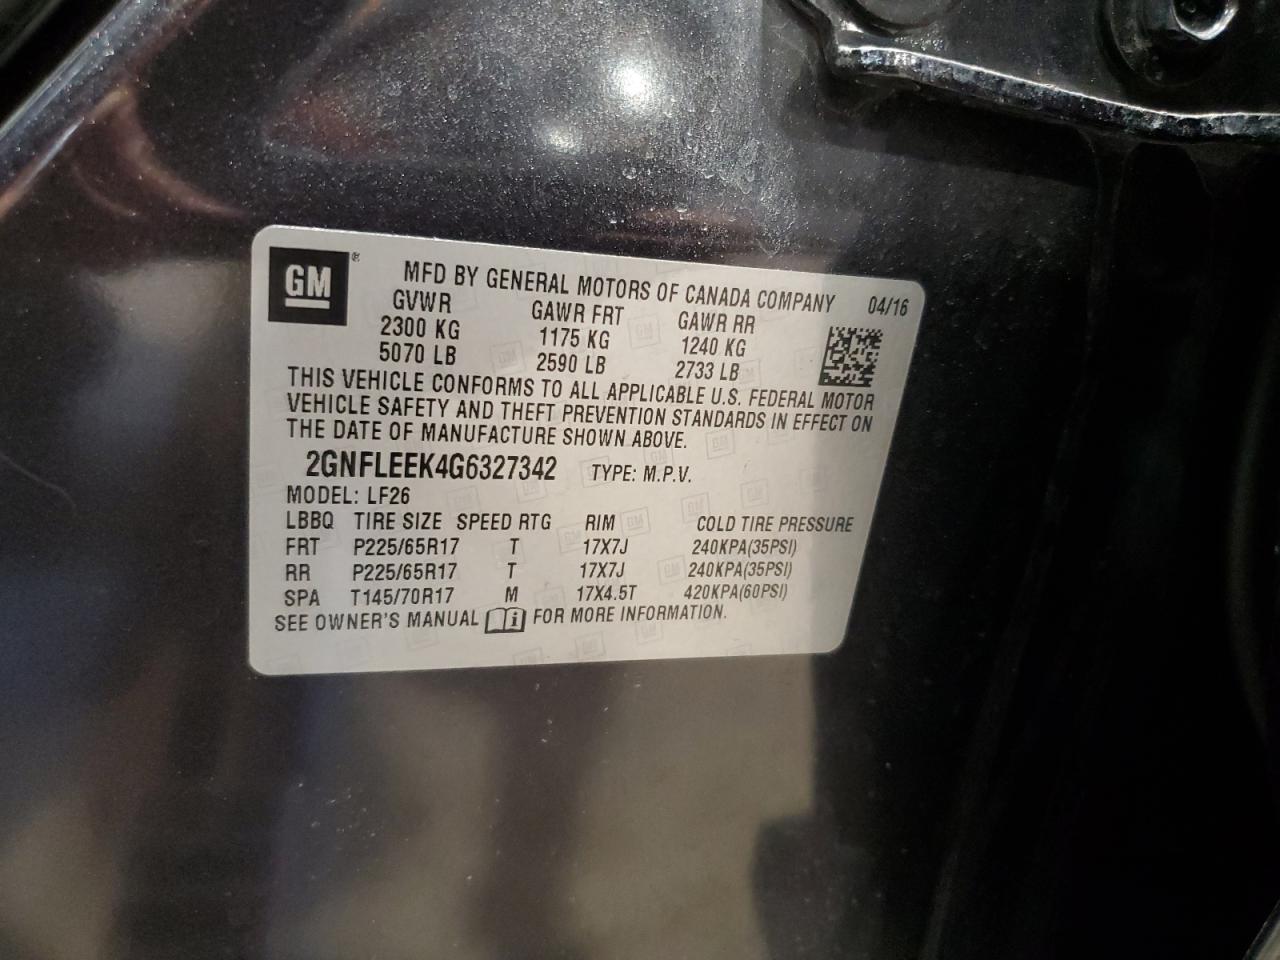 GM®
MFD BY GENERAL MOTORS OF CANADA COMPANY 04/16
GVWR GAWR FRT GAWR RR
2300 KG 1175 KG 1240 KG
5070 LB 2590 LB 2733 LB
THIS VEHICLE CONFORMS TO ALL APPLICABLE U.S. FEDERAL MOTOR
VEHICLE SAFETY AND THEFT PREVENTION STANDARDS IN EFFECT ON
THE DATE OF MANUFACTURE SHOWN ABOVE.
2GNFLEEK4G6327342 TYPE: M.P.V.
MODEL: LF26
LBBQ TIRE SIZE SPEED RTG RIM COLD TIRE PRESSURE
FRT P225/65R17 T 17X7J 240KPA(35PSI)
RR P225/65R17 T 17X7J 240KPA(35PSI)
SPA T145/70R17 M 17X4.5T 420KPA(60PSI)
SEE OWNER'S MANUAL i FOR MORE INFORMATION.